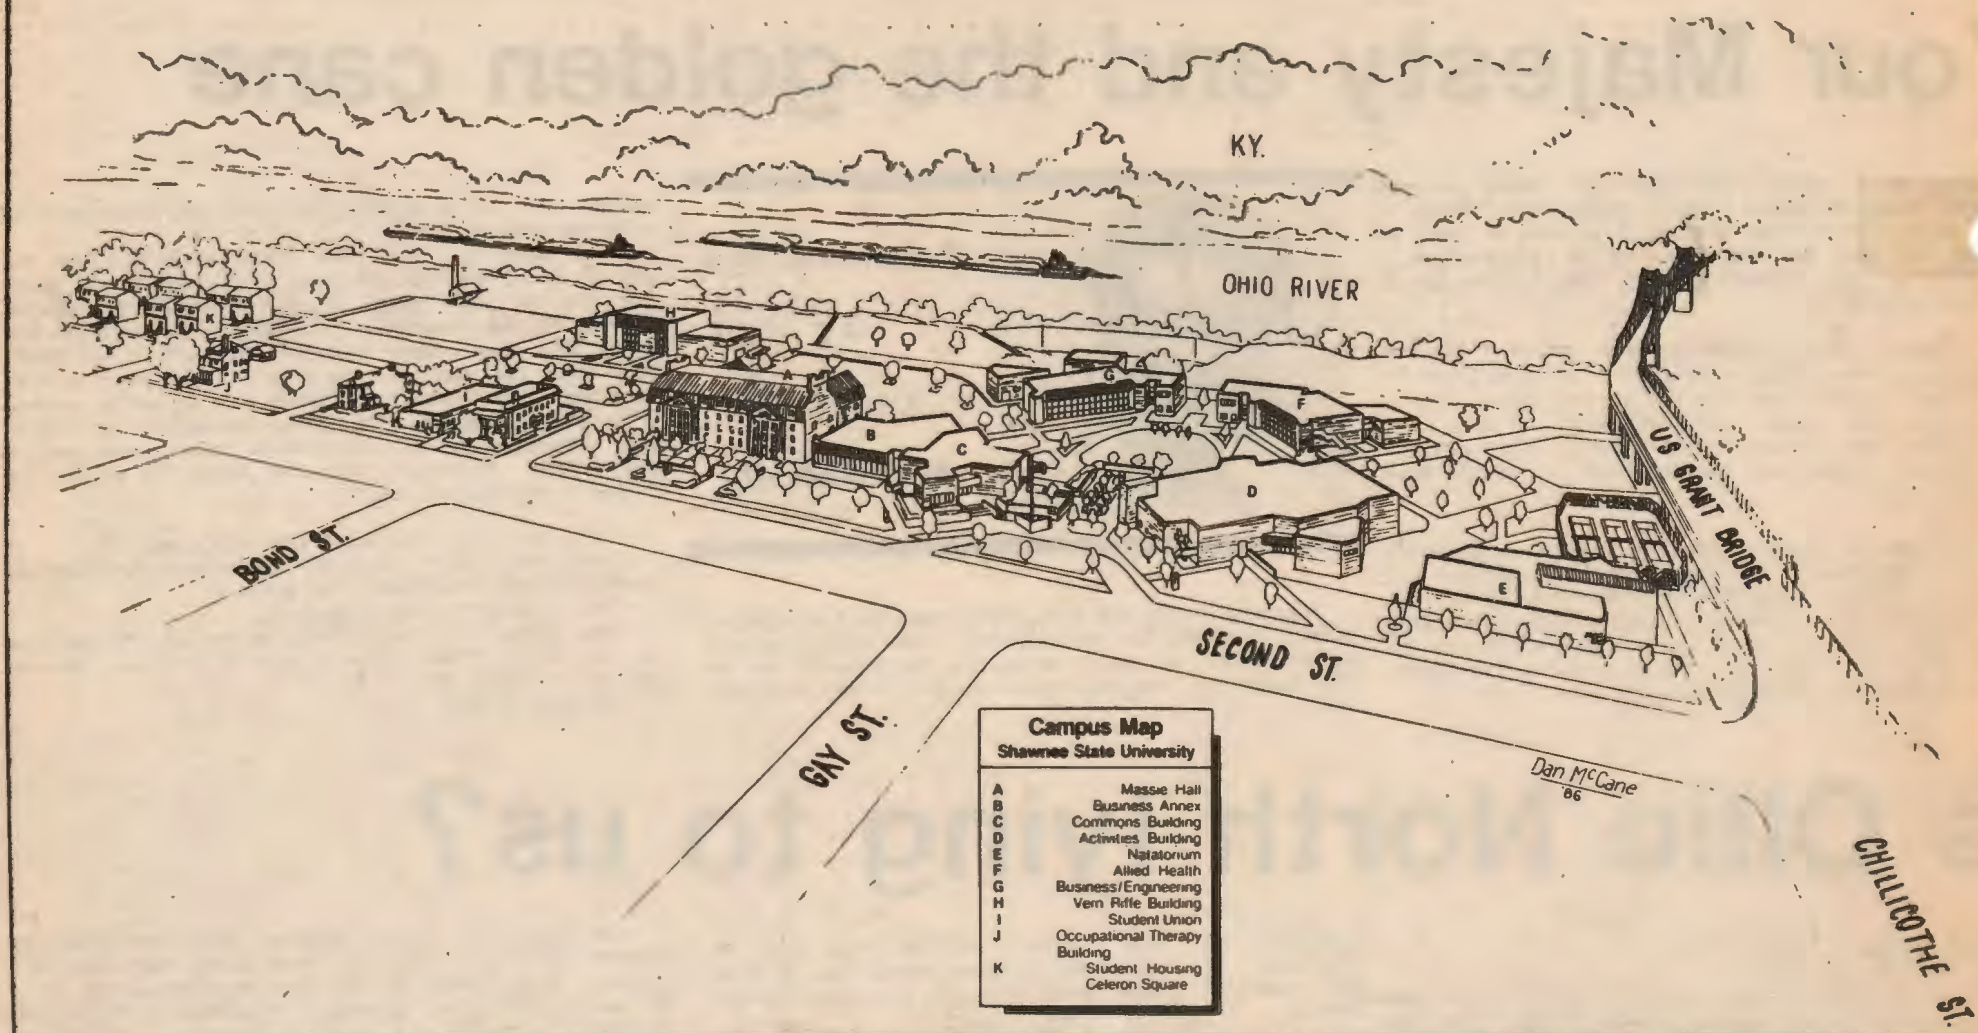 KY.
OHIO RIVER
K
H
A
I
G
F
B
C
D
E
US GRANT BRIDGE
BOND ST.
SECOND ST.
GAY ST.
CHILLICOTHE ST.
Dan McCane
'86
Campus Map
Shawnee State University
A Massie Hall
B Business Annex
C Commons Building
D Activities Building
E Natatorium
F Allied Health
G Business/Engineering
H Vern Riffe Building
I Student Union
J Occupational Therapy
Building
K Student Housing
Celeron Square